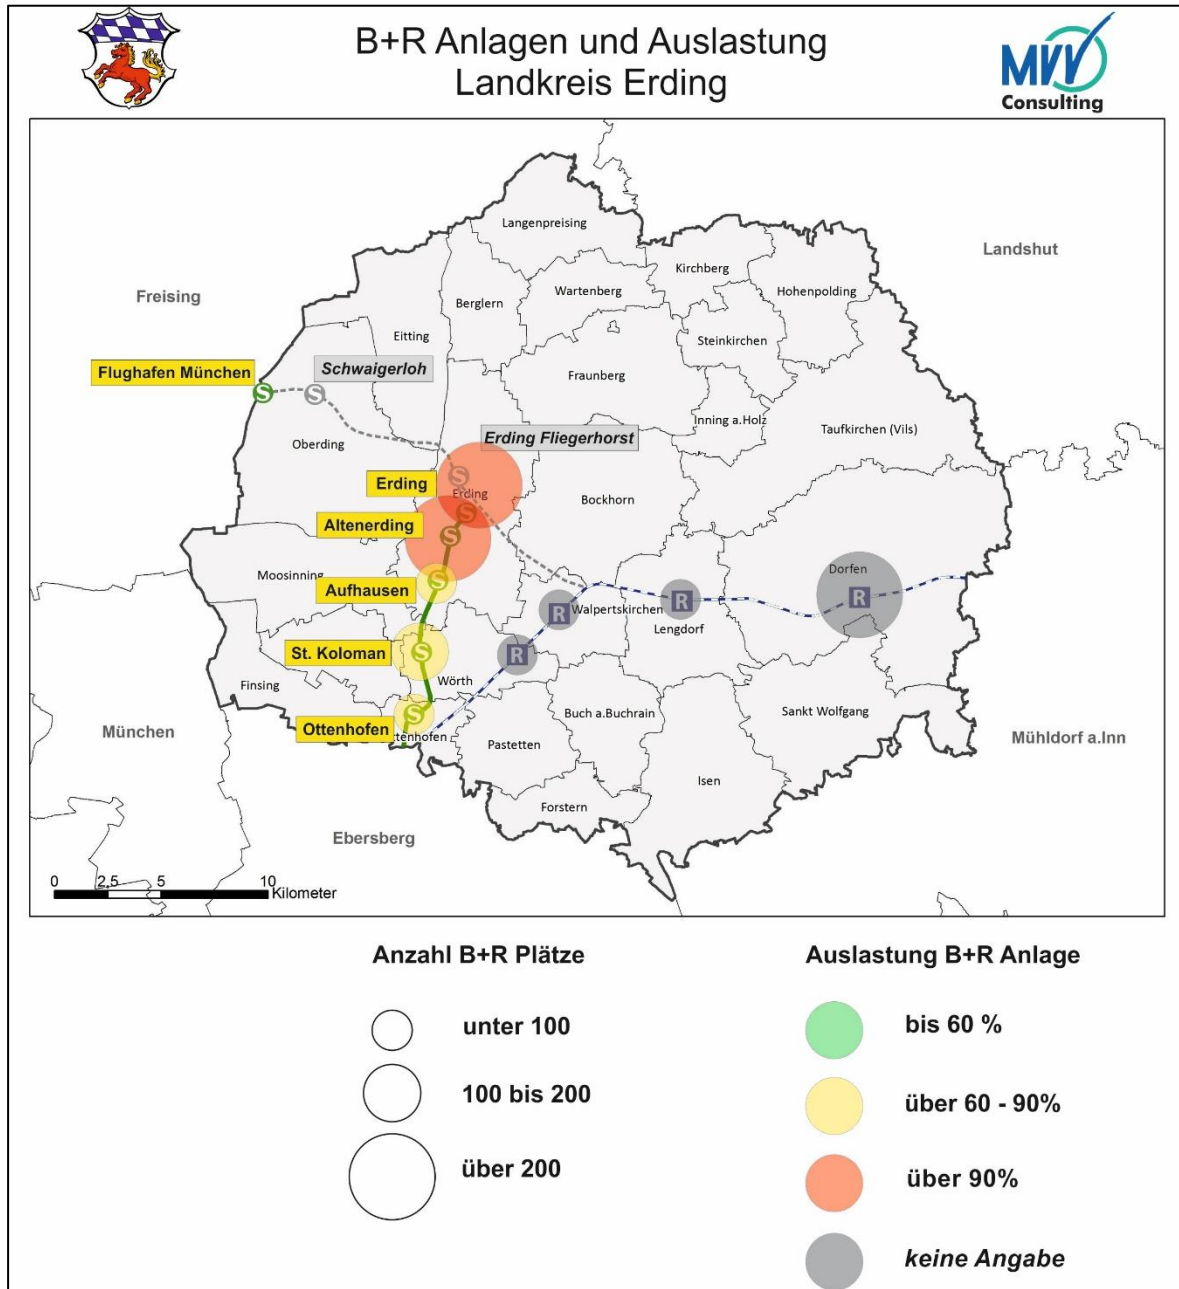 B+R Anlagen und Auslastung
Landkreis Erding
MVV
Consulting
Langenpreising
Landshut
Kirchberg
Freising
Wartenberg
Hohenpolding
Berglern
Eitting
Steinkirchen
Flughafen München
Schwaigerloh
Fraunberg
S
S
Inning a.Holz
Taufkirchen (Vils)
Oberding
Erding Fliegerhorst
Erding
S
Erding
Bockhorn
S
Altenerding
S
Moosinning
Aufhausen
S
Dorfen
R
R
R
Walpertskirchen
Lengdorf
St. Koloman
S
R
Finsing
Wörth
Ottenhofen
S
ttenhofen
Buch a.Buchrain
Sankt Wolfgang
München
Pastetten
Mühldorf a.Inn
Isen
Forstern
Ebersberg
0 2,5 5 10
Kilometer
Anzahl B+R Plätze
unter 100
100 bis 200
über 200
Auslastung B+R Anlage
bis 60 %
über 60 - 90%
über 90%
keine Angabe